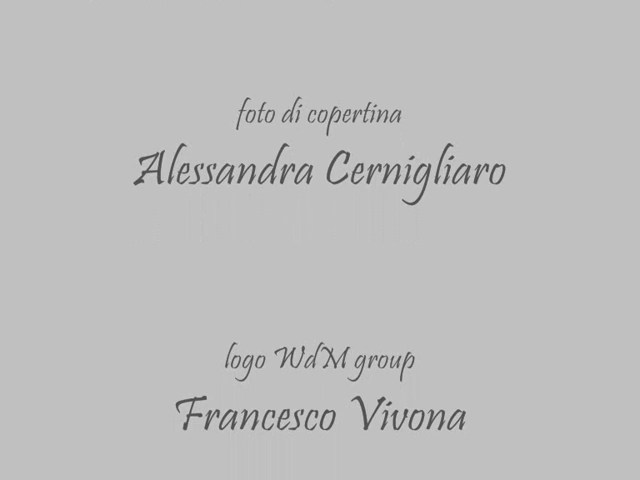 foto di copertina
Alessandra Cernigliaro
logo WdM group
Francesco Vivona